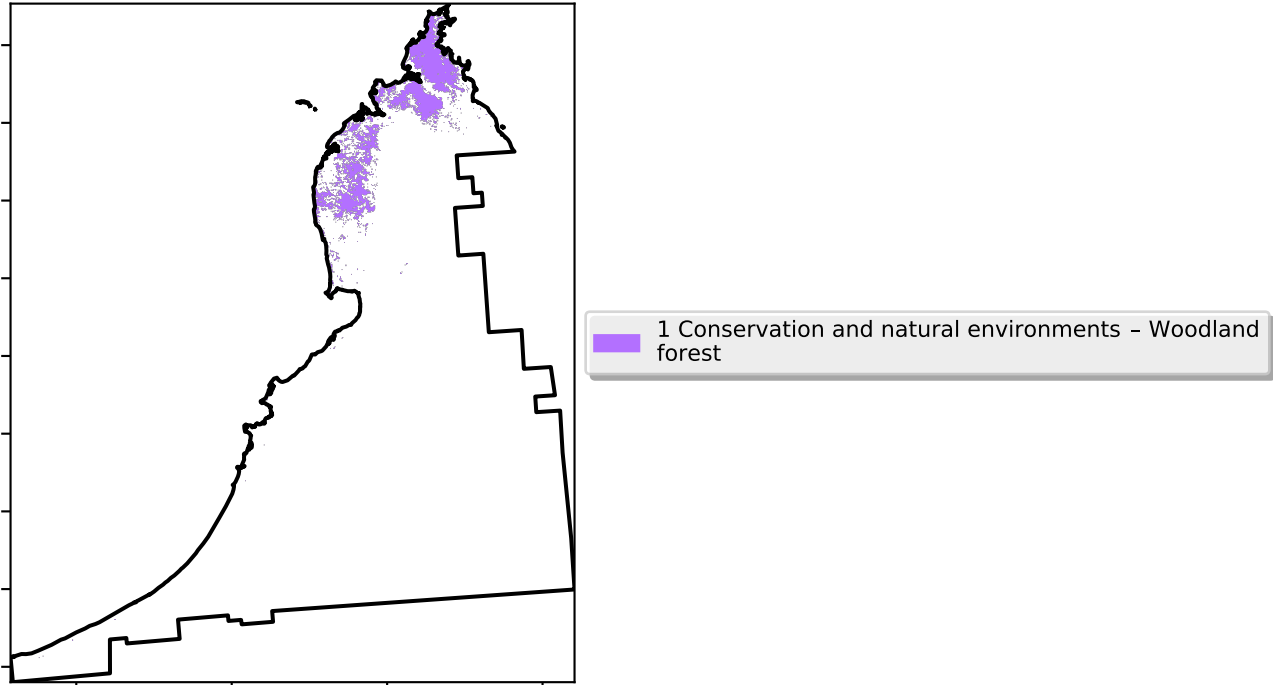 1 Conservation and natural environments – Woodland
forest